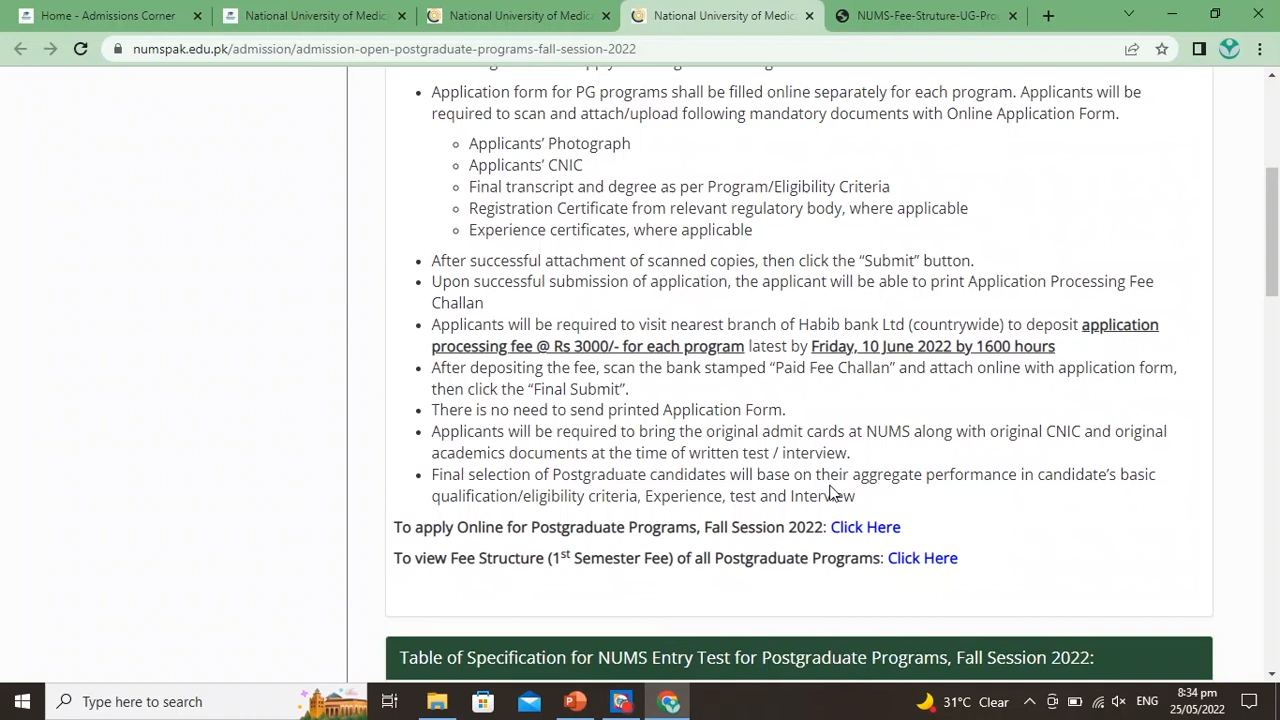 Home - Admissions Corner
National University of Medic
National University of Medica
National University of Medica
NUMS-Fee-Struture-UG-Pro
numspak.edu.pk/admission/admission-open-postgraduate-programs-fall-session-2022
Application form for PG programs shall be filled online separately for each program. Applicants will be
required to scan and attach/upload following mandatory documents with Online Application Form.
Applicants’ Photograph
Applicants’ CNIC
Final transcript and degree as per Program/Eligibility Criteria
Registration Certificate from relevant regulatory body, where applicable
Experience certificates, where applicable
After successful attachment of scanned copies, then click the “Submit” button.
Upon successful submission of application, the applicant will be able to print Application Processing Fee
Challan
Applicants will be required to visit nearest branch of Habib bank Ltd (countrywide) to deposit application
processing fee @ Rs 3000/- for each program latest by Friday, 10 June 2022 by 1600 hours
After depositing the fee, scan the bank stamped “Paid Fee Challan” and attach online with application form,
then click the “Final Submit”.
There is no need to send printed Application Form.
Applicants will be required to bring the original admit cards at NUMS along with original CNIC and original
academics documents at the time of written test / interview.
Final selection of Postgraduate candidates will base on their aggregate performance in candidate’s basic
qualification/eligibility criteria, Experience, test and Interview
To apply Online for Postgraduate Programs, Fall Session 2022: Click Here
To view Fee Structure (1st Semester Fee) of all Postgraduate Programs: Click Here
Table of Specification for NUMS Entry Test for Postgraduate Programs, Fall Session 2022:
Type here to search
31°C Clear
ENG
8:34 pm
25/05/2022